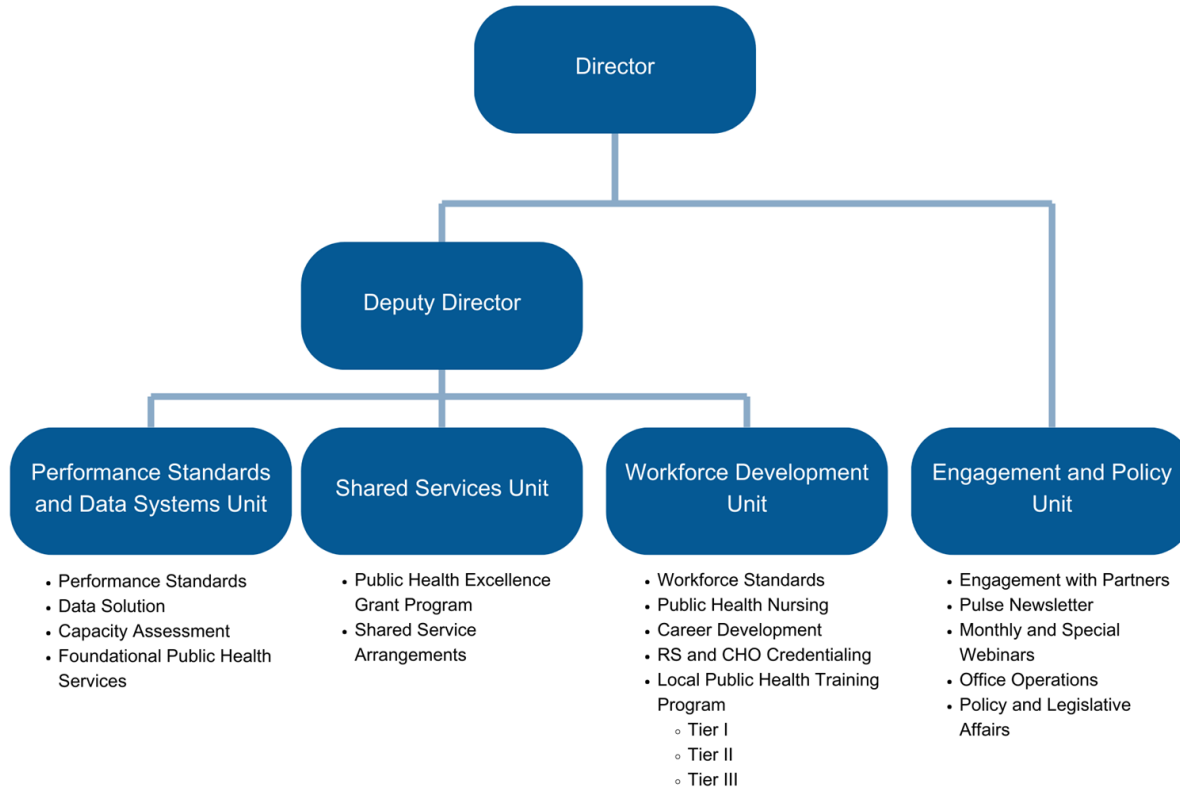 Director
Deputy Director
Performance Standards
and Data Systems Unit
Shared Services Unit
Workforce Development
Unit
Engagement and Policy
Unit
• Performance Standards
• Data Solution
• Capacity Assessment
• Foundational Public Health
Services
• Public Health Excellence
Grant Program
• Shared Service
Arrangements
• Workforce Standards
• Public Health Nursing
• Career Development
• RS and CHO Credentialing
• Local Public Health Training
Program
◦ Tier I
◦ Tier II
◦ Tier III
• Engagement with Partners
• Pulse Newsletter
• Monthly and Special
Webinars
• Office Operations
• Policy and Legislative
Affairs